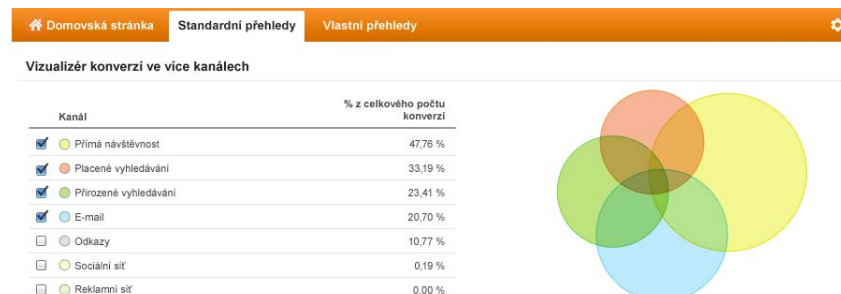 Domovská stránka Standardní přehledy Vlastní přehledy
Vizualizér konverzí ve více kanálech
Kanál % z celkového počtu konverzí
Přímá návštěvnost 47,76 %
Placené vyhledávání 33,19 %
Přirozené vyhledávání 23,41 %
E-mail 20,70 %
Odkazy 10,77 %
Sociální síť 0,19 %
Reklamní síť 0,00 %